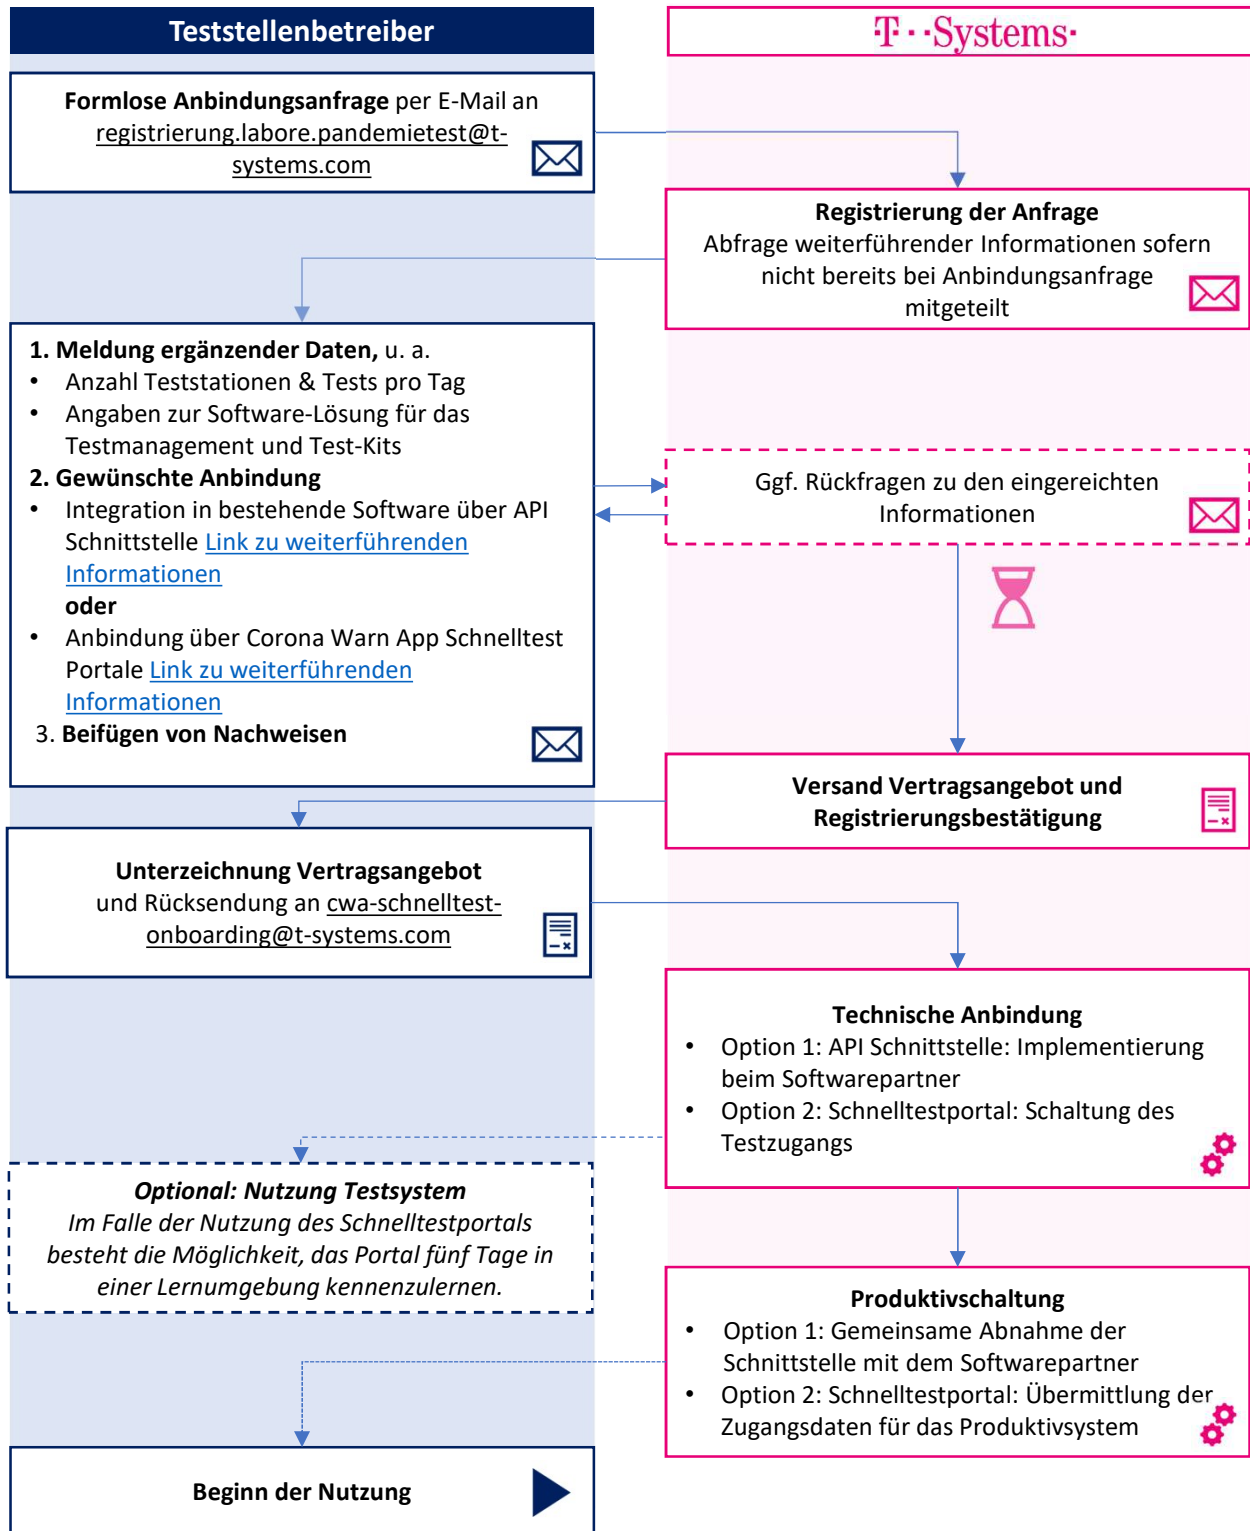 Teststellenbetreiber
T··Systems·
Formlose Anbindungsanfrage per E-Mail an
registrierung.labore.pandemietest@t-
systems.com
Registrierung der Anfrage
Abfrage weiterführender Informationen sofern
nicht bereits bei Anbindungsanfrage
mitgeteilt
1. Meldung ergänzender Daten, u. a.
• Anzahl Teststationen & Tests pro Tag
• Angaben zur Software-Lösung für das
Testmanagement und Test-Kits
2. Gewünschte Anbindung
• Integration in bestehende Software über API
Schnittstelle Link zu weiterführenden
Informationen
oder
• Anbindung über Corona Warn App Schnelltest
Portale Link zu weiterführenden
Informationen
3. Beifügen von Nachweisen
Ggf. Rückfragen zu den eingereichten
Informationen
Versand Vertragsangebot und
Registrierungsbestätigung
Unterzeichnung Vertragsangebot
und Rücksendung an cwa-schnelltest-
onboarding@t-systems.com
Technische Anbindung
• Option 1: API Schnittstelle: Implementierung
beim Softwarepartner
• Option 2: Schnelltestportal: Schaltung des
Testzugangs
Optional: Nutzung Testsystem
Im Falle der Nutzung des Schnelltestportals
besteht die Möglichkeit, das Portal fünf Tage in
einer Lernumgebung kennenzulernen.
Produktivschaltung
• Option 1: Gemeinsame Abnahme der
Schnittstelle mit dem Softwarepartner
• Option 2: Schnelltestportal: Übermittlung der
Zugangsdaten für das Produktivsystem
Beginn der Nutzung